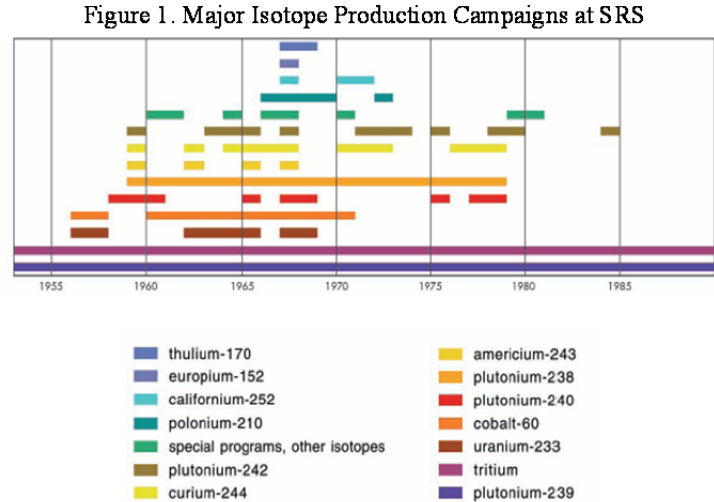 Figure 1. Major Isotope Production Campaigns at SRS
1955 1960 1965 1970 1975 1980 1985
thulium-170
europium-152
californium-252
polonium-210
special programs, other isotopes
plutonium-242
curium-244
americium-243
plutonium-238
plutonium-240
cobalt-60
uranium-233
tritium
plutonium-239